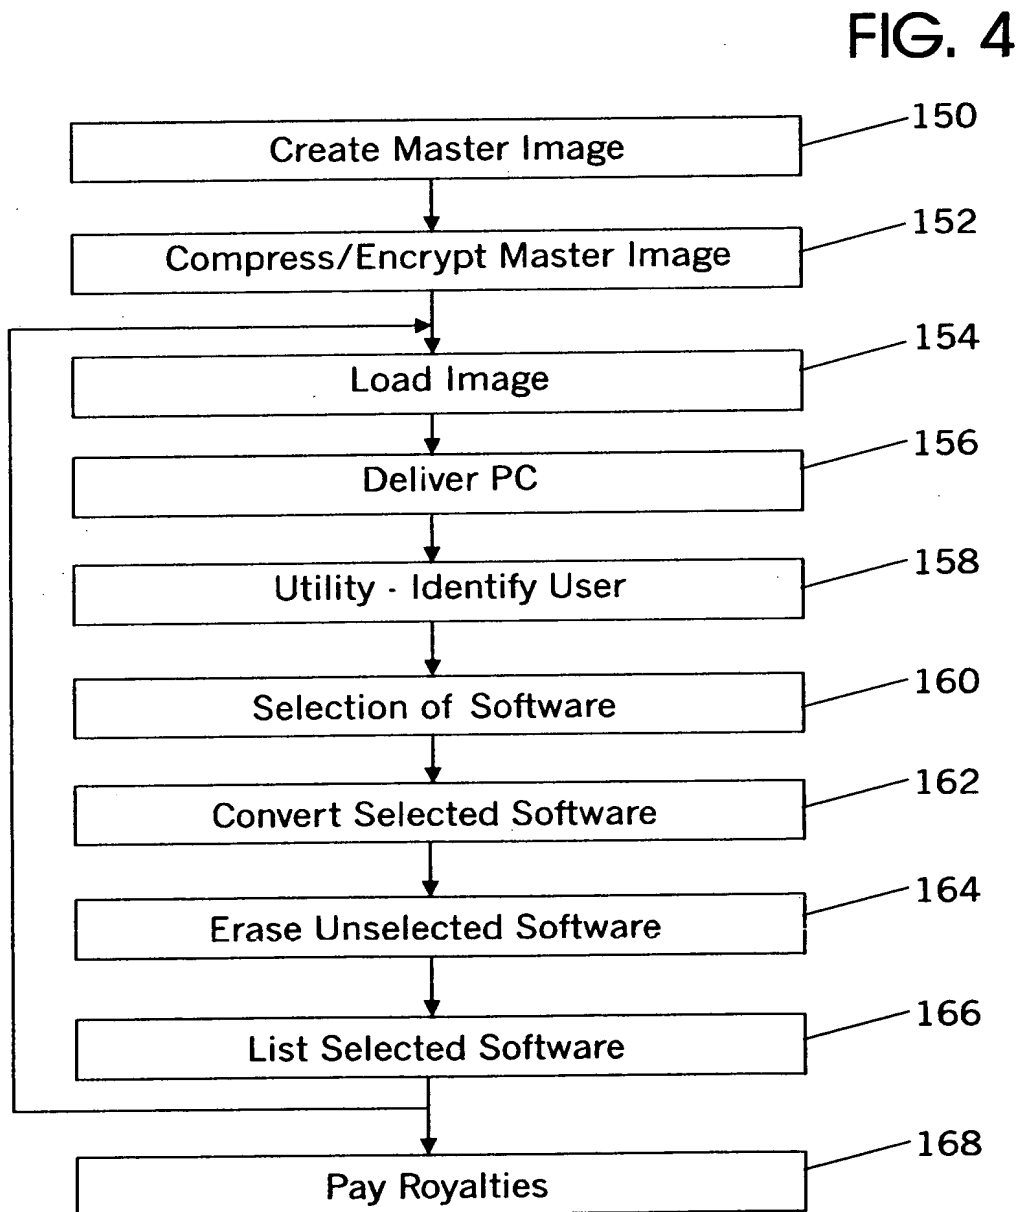 FIG. 4
Create Master Image
150
Compress/Encrypt Master Image
152
Load Image
154
Deliver PC
156
Utility - Identify User
158
Selection of Software
160
Convert Selected Software
162
Erase Unselected Software
164
List Selected Software
166
Pay Royalties
168